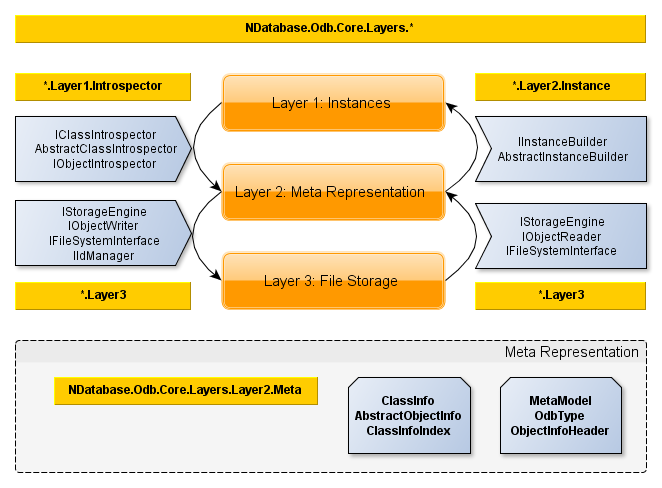 NDatabase.Odb.Core.Layers.*
*.Layer1.Introspector
Layer 1: Instances
*.Layer2.Instance
IClassIntrospector
AbstractClassIntrospector
IObjectIntrospector
IInstanceBuilder
AbstractInstanceBuilder
Layer 2: Meta Representation
IStorageEngine
IObjectWriter
IFileSystemInterface
IIdManager
IStorageEngine
IObjectReader
IFileSystemInterface
Layer 3: File Storage
*.Layer3
*.Layer3
Meta Representation
NDatabase.Odb.Core.Layers.Layer2.Meta
ClassInfo
AbstractObjectInfo
ClassInfoIndex
MetaModel
OdbType
ObjectInfoHeader